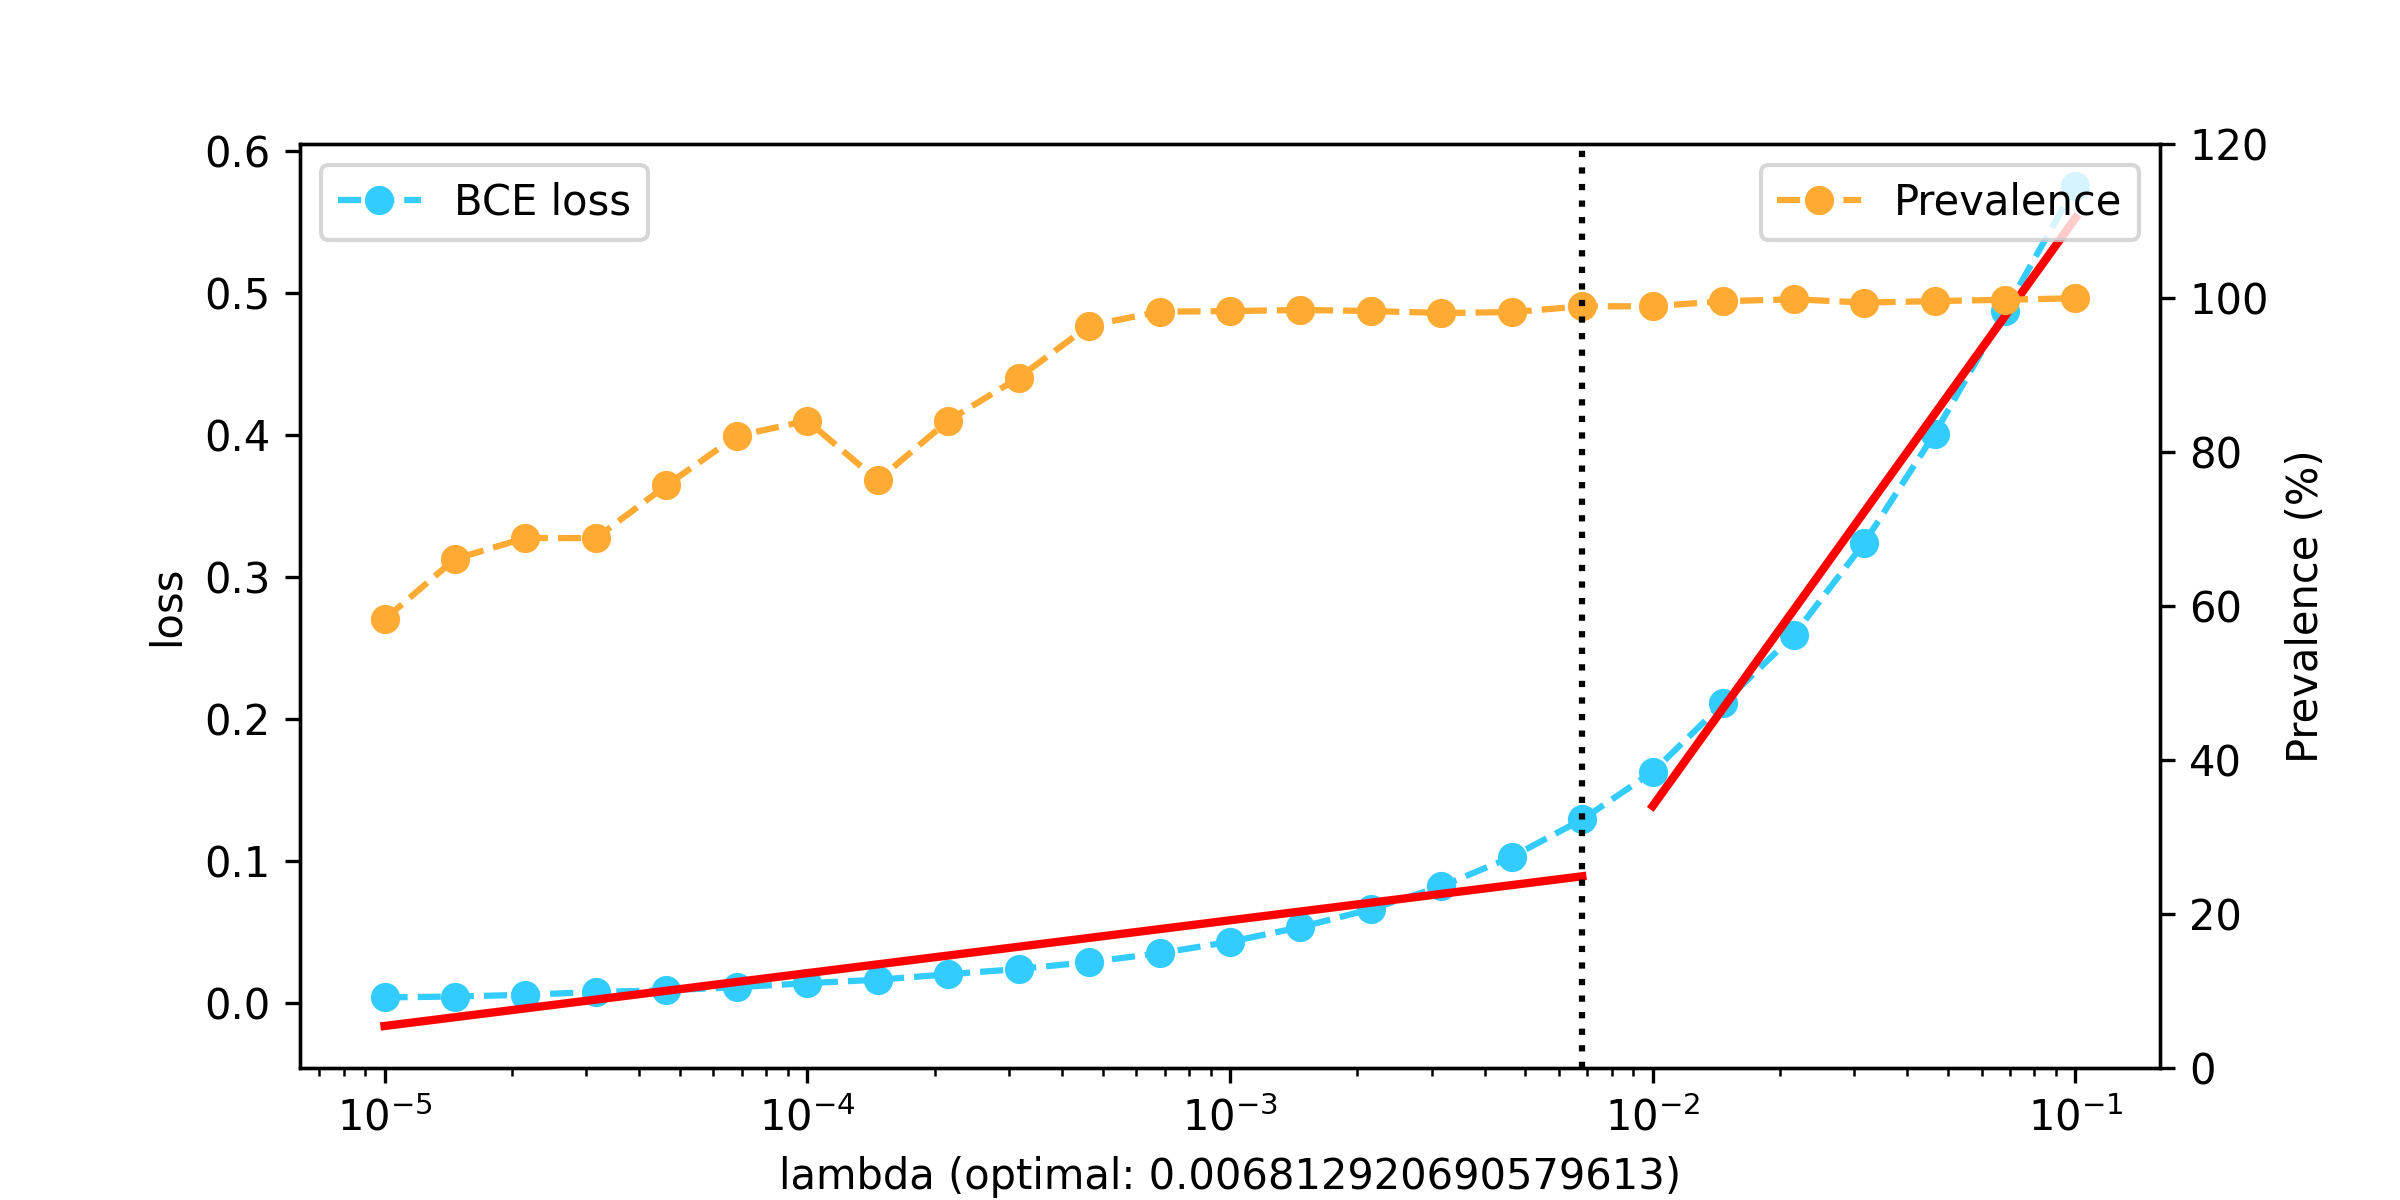 BCE loss
Prevalence
0.6
0.5
0.4
0.3
0.2
0.1
0.0
loss
120
100
80
60
40
20
0
Prevalence (%)
10⁻⁵ 10⁻⁴ 10⁻³ 10⁻² 10⁻¹
lambda (optimal: 0.006812920690579613)